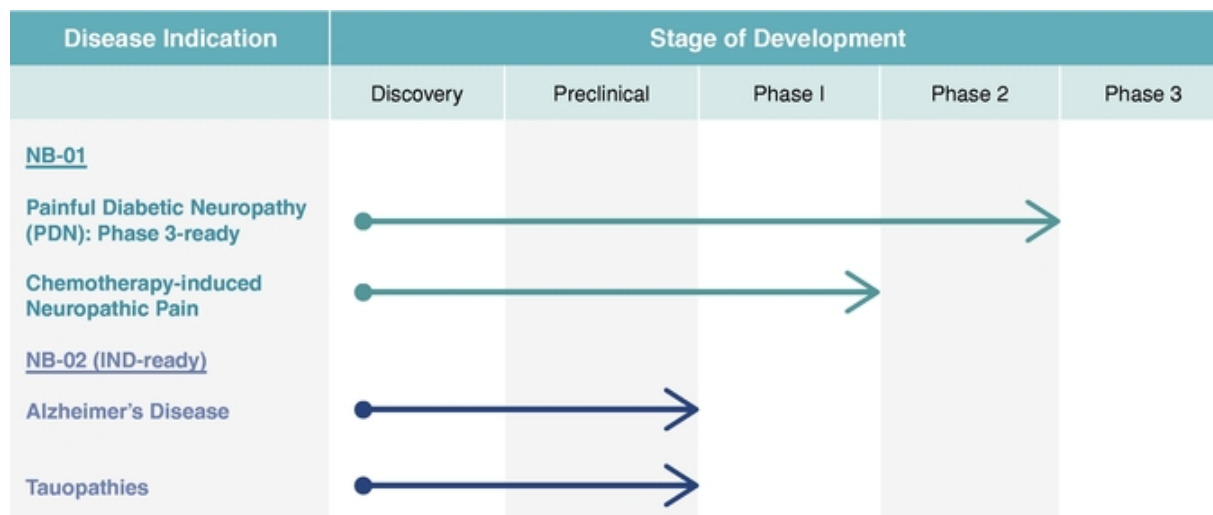 Disease Indication
Stage of Development
Discovery
Preclinical
Phase I
Phase 2
Phase 3
NB-01
Painful Diabetic Neuropathy
(PDN): Phase 3-ready
Chemotherapy-induced
Neuropathic Pain
NB-02 (IND-ready)
Alzheimer's Disease
Tauopathies